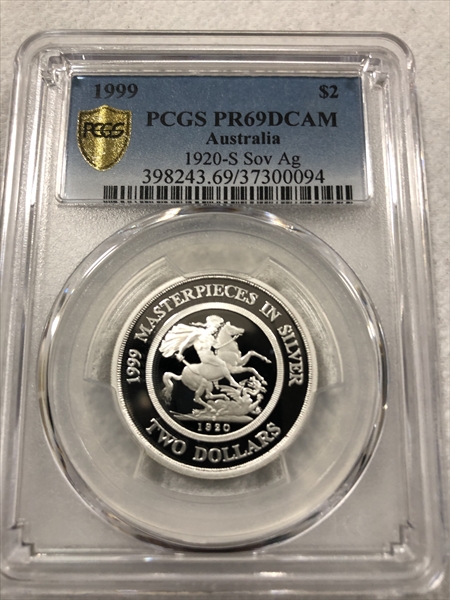 1999 $2
PCGS PR69DCAM
Australia
1920-S Sov Ag
398243.69/37300094
PCGS
1999 MASTERPIECES IN SILVER
1920
TWO DOLLARS